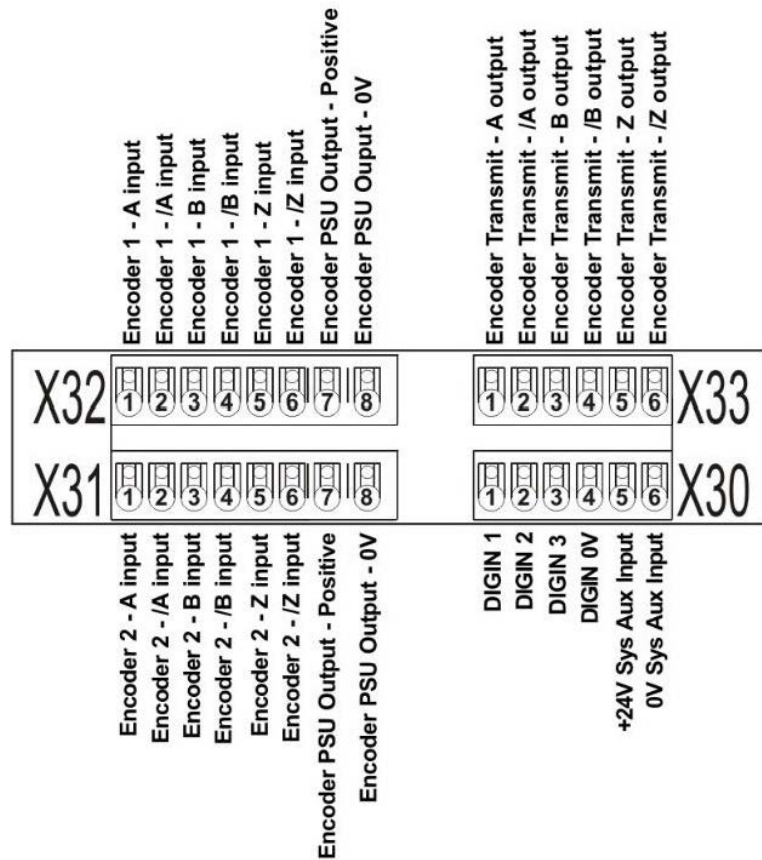 Encoder 1 - A input
Encoder 1 - /A input
Encoder 1 - B input
Encoder 1 - /B input
Encoder 1 - Z input
Encoder 1 - /Z input
Encoder PSU Output - Positive
Encoder PSU Ouput - 0V
Encoder Transmit - A output
Encoder Transmit - /A output
Encoder Transmit - B output
Encoder Transmit - /B output
Encoder Transmit - Z output
Encoder Transmit - /Z output
X32 1 2 3 4 5 6 7 8
1 2 3 4 5 6 X33
X31 1 2 3 4 5 6 7 8
1 2 3 4 5 6 X30
Encoder 2 - A input
Encoder 2 - /A input
Encoder 2 - B input
Encoder 2 - /B input
Encoder 2 - Z input
Encoder 2 - /Z input
Encoder PSU Output - Positive
Encoder PSU Output - 0V
DIGIN 1
DIGIN 2
DIGIN 3
DIGIN 0V
+24V Sys Aux Input
0V Sys Aux Input